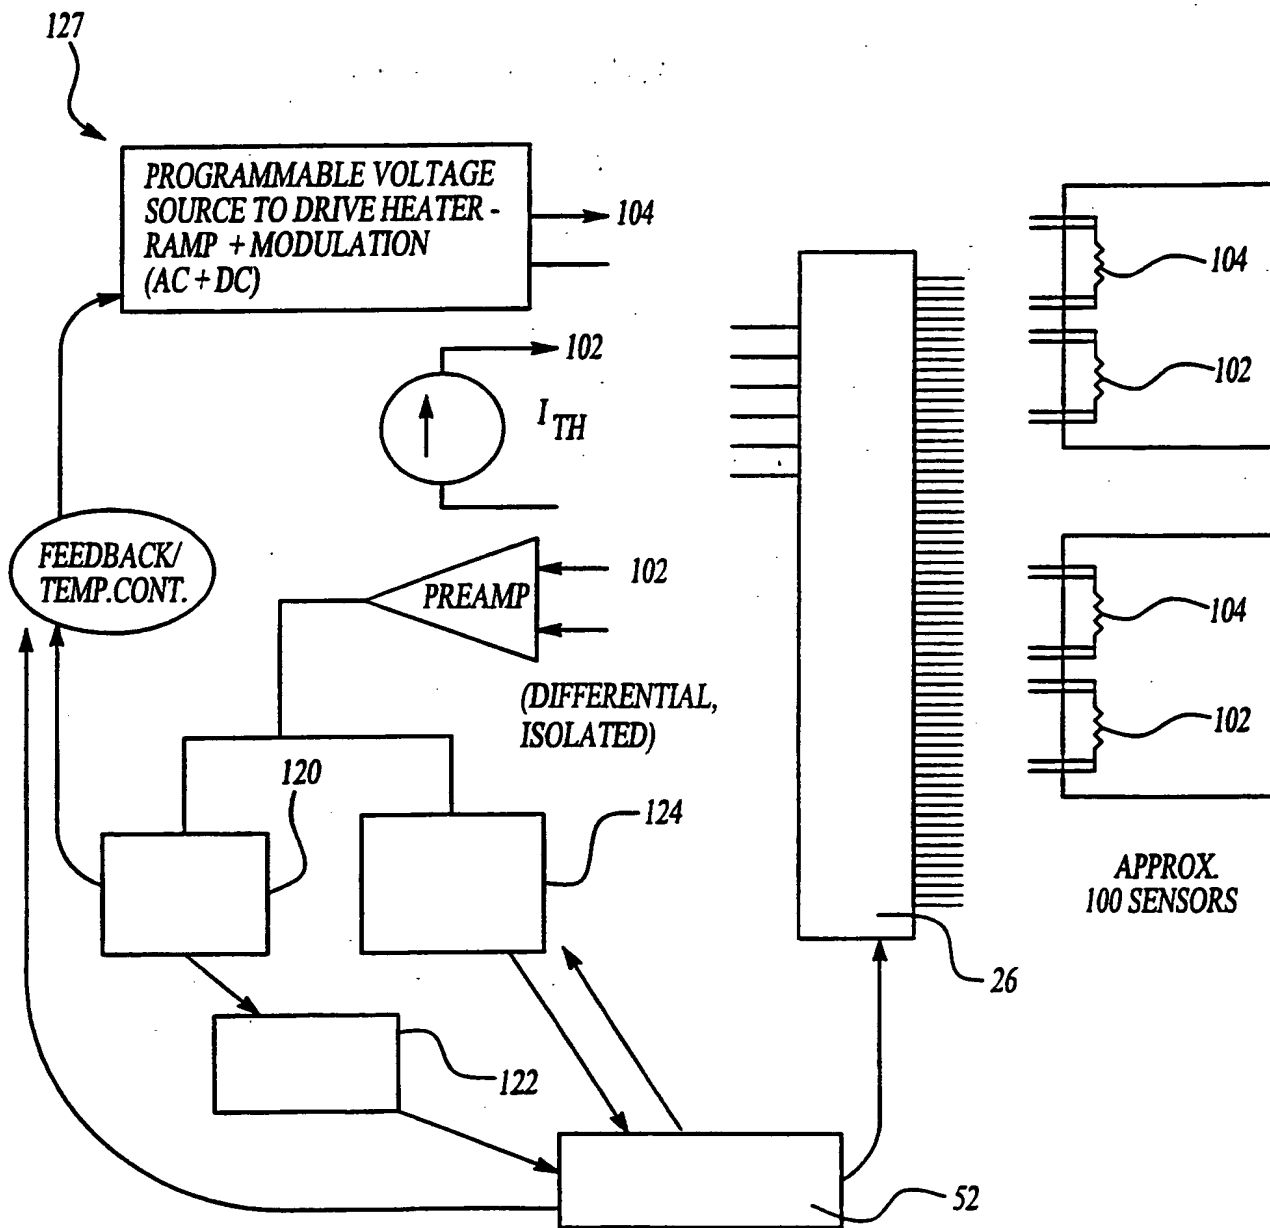 127
PROGRAMMABLE VOLTAGE
SOURCE TO DRIVE HEATER -
RAMP + MODULATION
(AC + DC)
104
102
I TH
FEEDBACK/
TEMP.CONT.
PREAMP
102
(DIFFERENTIAL,
ISOLATED)
120
124
122
52
26
104
102
104
102
APPROX.
100 SENSORS